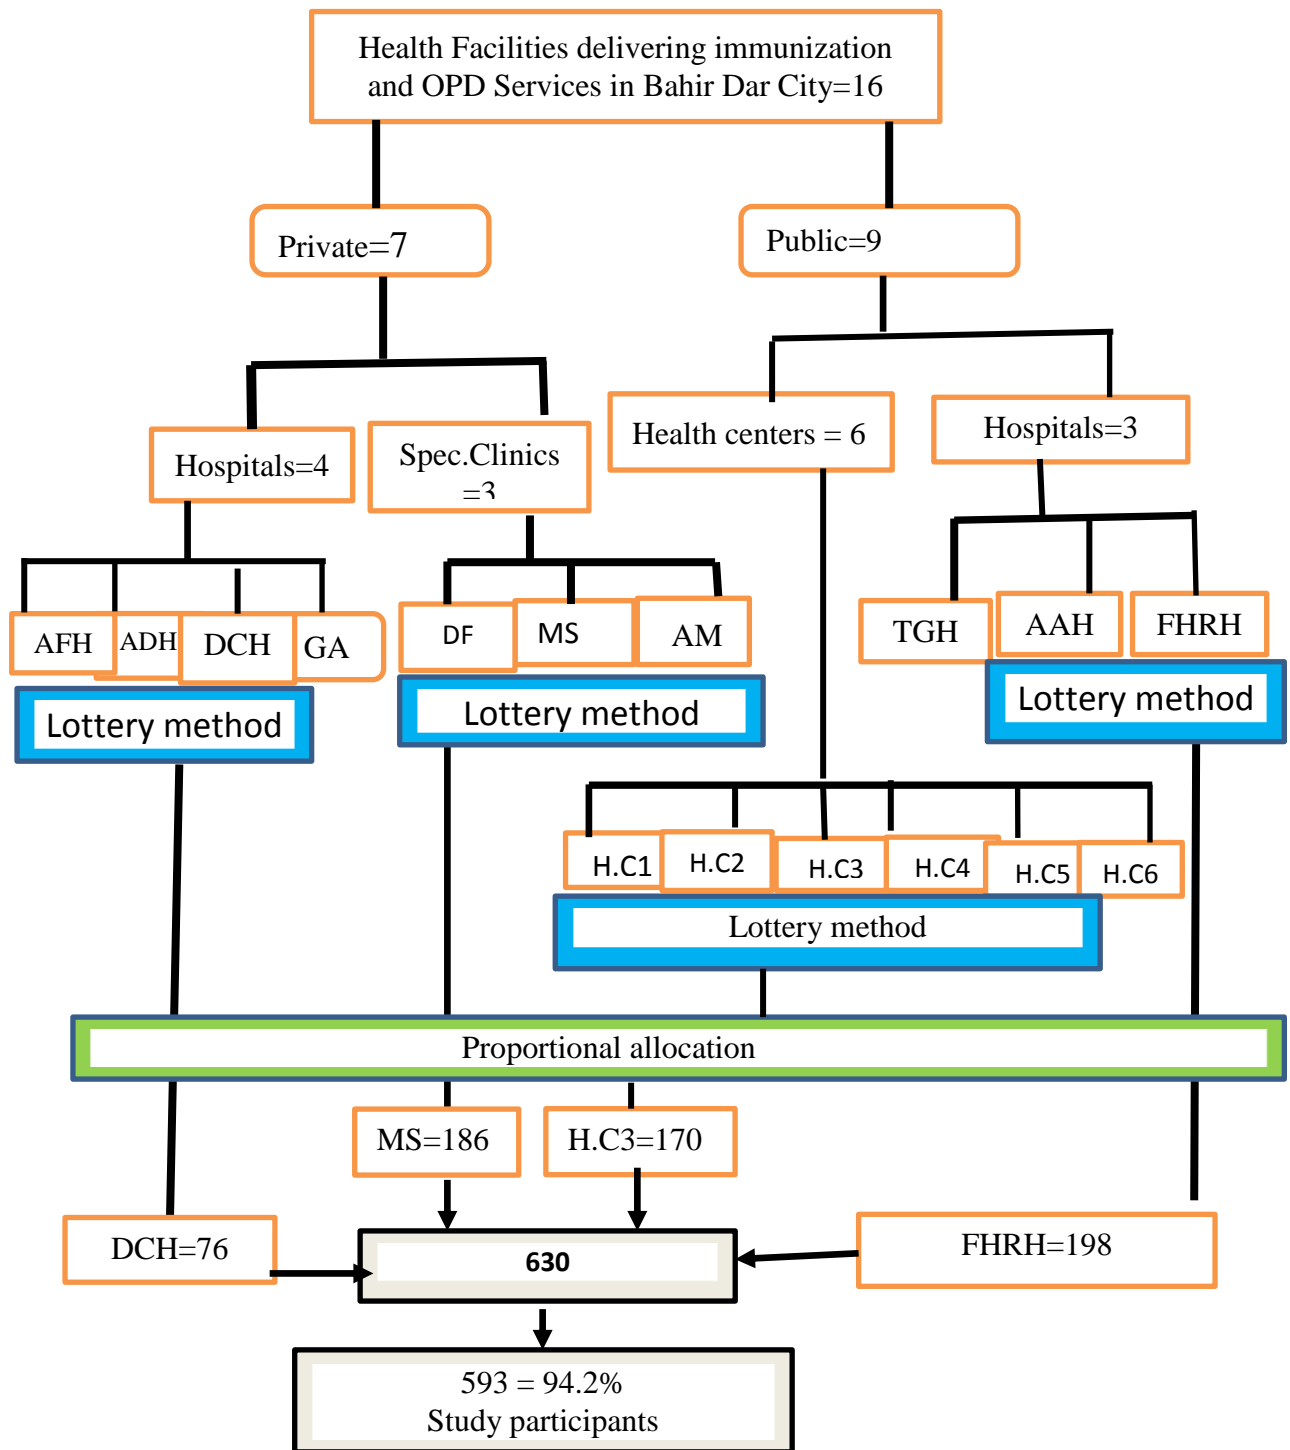 Health Facilities delivering immunization
and OPD Services in Bahir Dar City=16
Private=7
Public=9
Hospitals=4
Spec.Clinics
=3
Health centers = 6
Hospitals=3
AFH
ADH
DCH
GA
DF
MS
AM
TGH
AAH
FHRH
Lottery method
Lottery method
Lottery method
H.C1
H.C2
H.C3
H.C4
H.C5
H.C6
Lottery method
Proportional allocation
MS=186
H.C3=170
DCH=76
630
FHRH=198
593 = 94.2%
Study participants